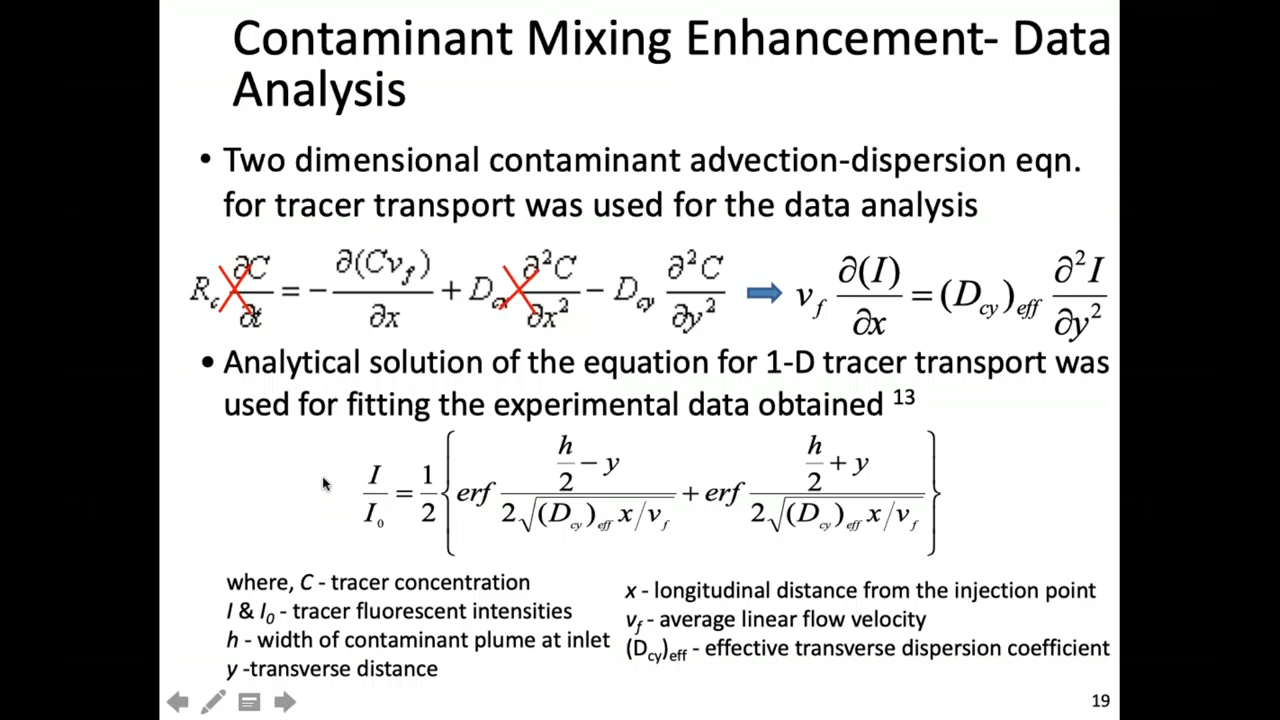 Contaminant Mixing Enhancement- Data
Analysis
• Two dimensional contaminant advection-dispersion eqn.
for tracer transport was used for the data analysis
R_c ∂C/∂t = − ∂(Cv_f)/∂x + D_cx ∂²C/∂x² − D_cy ∂²C/∂y² ➡ v_f ∂(I)/∂x = (D_cy)_eff ∂²I/∂y²
• Analytical solution of the equation for 1-D tracer transport was
used for fitting the experimental data obtained ¹³
I/I₀ = 1/2 { erf (h/2 − y)/(2√((D_cy)_eff x/v_f)) + erf (h/2 + y)/(2√((D_cy)_eff x/v_f)) }
where, C - tracer concentration
I & I₀ - tracer fluorescent intensities
h - width of contaminant plume at inlet
y -transverse distance
x - longitudinal distance from the injection point
v_f - average linear flow velocity
(D_cy)_eff - effective transverse dispersion coefficient
19